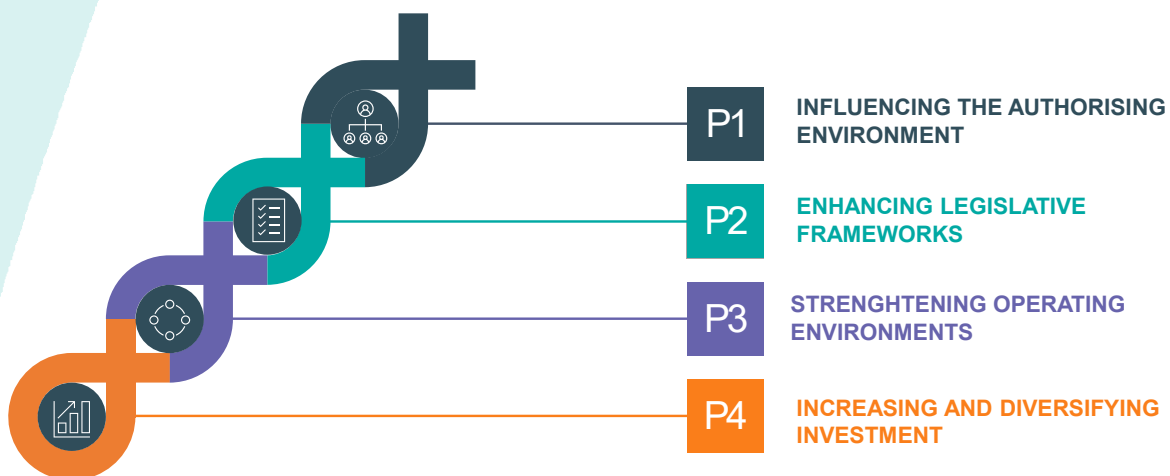 P1
INFLUENCING THE AUTHORISING
ENVIRONMENT
P2
ENHANCING LEGISLATIVE
FRAMEWORKS
P3
STRENGHTENING OPERATING
ENVIRONMENTS
P4
INCREASING AND DIVERSIFYING
INVESTMENT